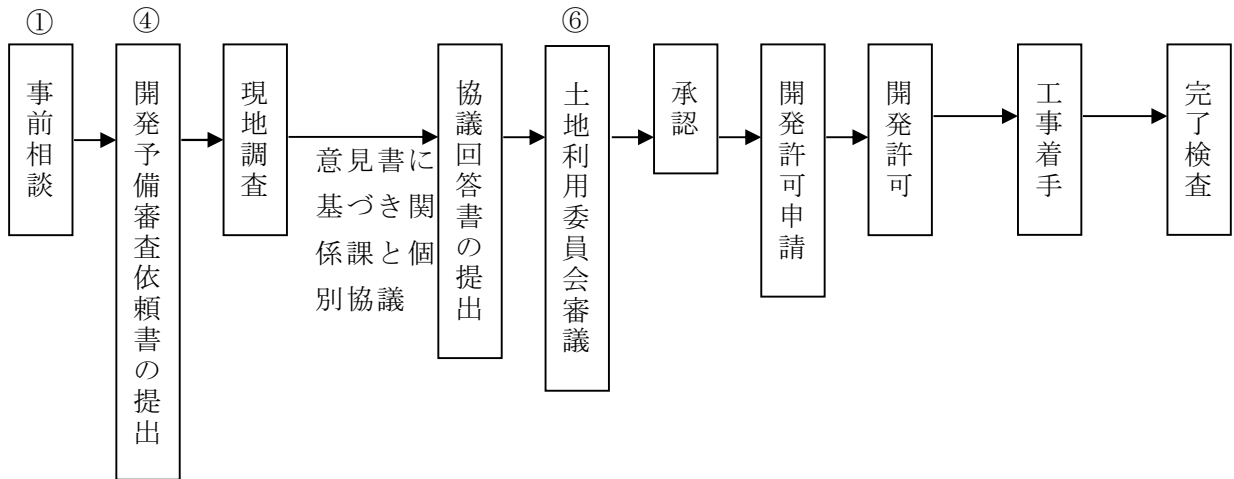 ①
事前相談
④
開発予備審査依頼書の提出
現地調査
意見書に
基づき関
係課と個
別協議
協議回答書の提出
⑥
土地利用委員会審議
承認
開発許可申請
開発許可
工事着手
完了検査